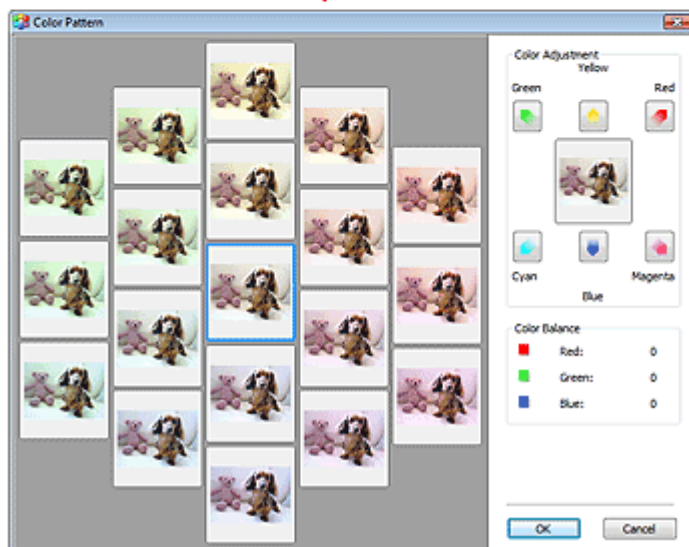 Color Pattern
Color Adjustment
Yellow
Green Red
Cyan Magenta
Blue
Color Balance
Red: 0
Green: 0
Blue: 0
OK Cancel